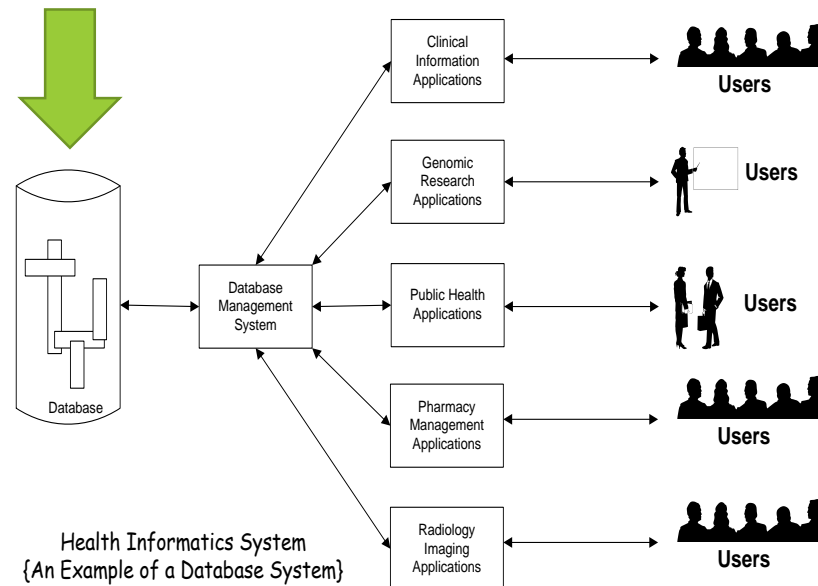 Clinical
Information
Applications
Users
Genomic
Research
Applications
Users
Database
Management
System
Public Health
Applications
Users
Database
Pharmacy
Management
Applications
Users
Radiology
Imaging
Applications
Users
Health Informatics System
{An Example of a Database System}